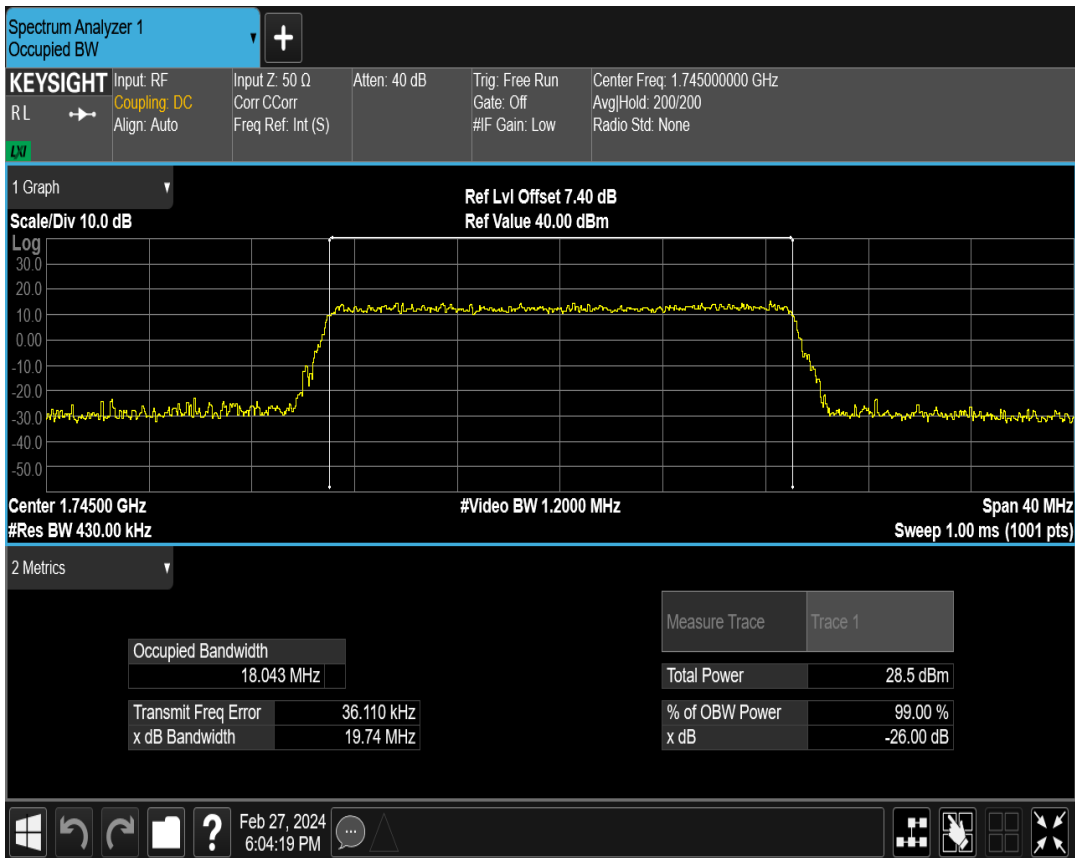 Spectrum Analyzer 1
Occupied BW
KEYSIGHT
RL
LXI
Input: RF
Coupling: DC
Align: Auto
Input Z: 50 Ω
Corr CCorr
Freq Ref: Int (S)
Atten: 40 dB
Trig: Free Run
Gate: Off
#IF Gain: Low
Center Freq: 1.745000000 GHz
Avg|Hold: 200/200
Radio Std: None
1 Graph
Scale/Div 10.0 dB
Ref Lvl Offset 7.40 dB
Ref Value 40.00 dBm
Log
30.0
20.0
10.0
0.00
-10.0
-20.0
-30.0
-40.0
-50.0
Center 1.74500 GHz
#Video BW 1.2000 MHz
Span 40 MHz
#Res BW 430.00 kHz
Sweep 1.00 ms (1001 pts)
2 Metrics
Occupied Bandwidth
18.043 MHz
Transmit Freq Error 36.110 kHz
x dB Bandwidth 19.74 MHz
Measure Trace Trace 1
Total Power 28.5 dBm
% of OBW Power 99.00 %
x dB -26.00 dB
?
Feb 27, 2024
6:04:19 PM